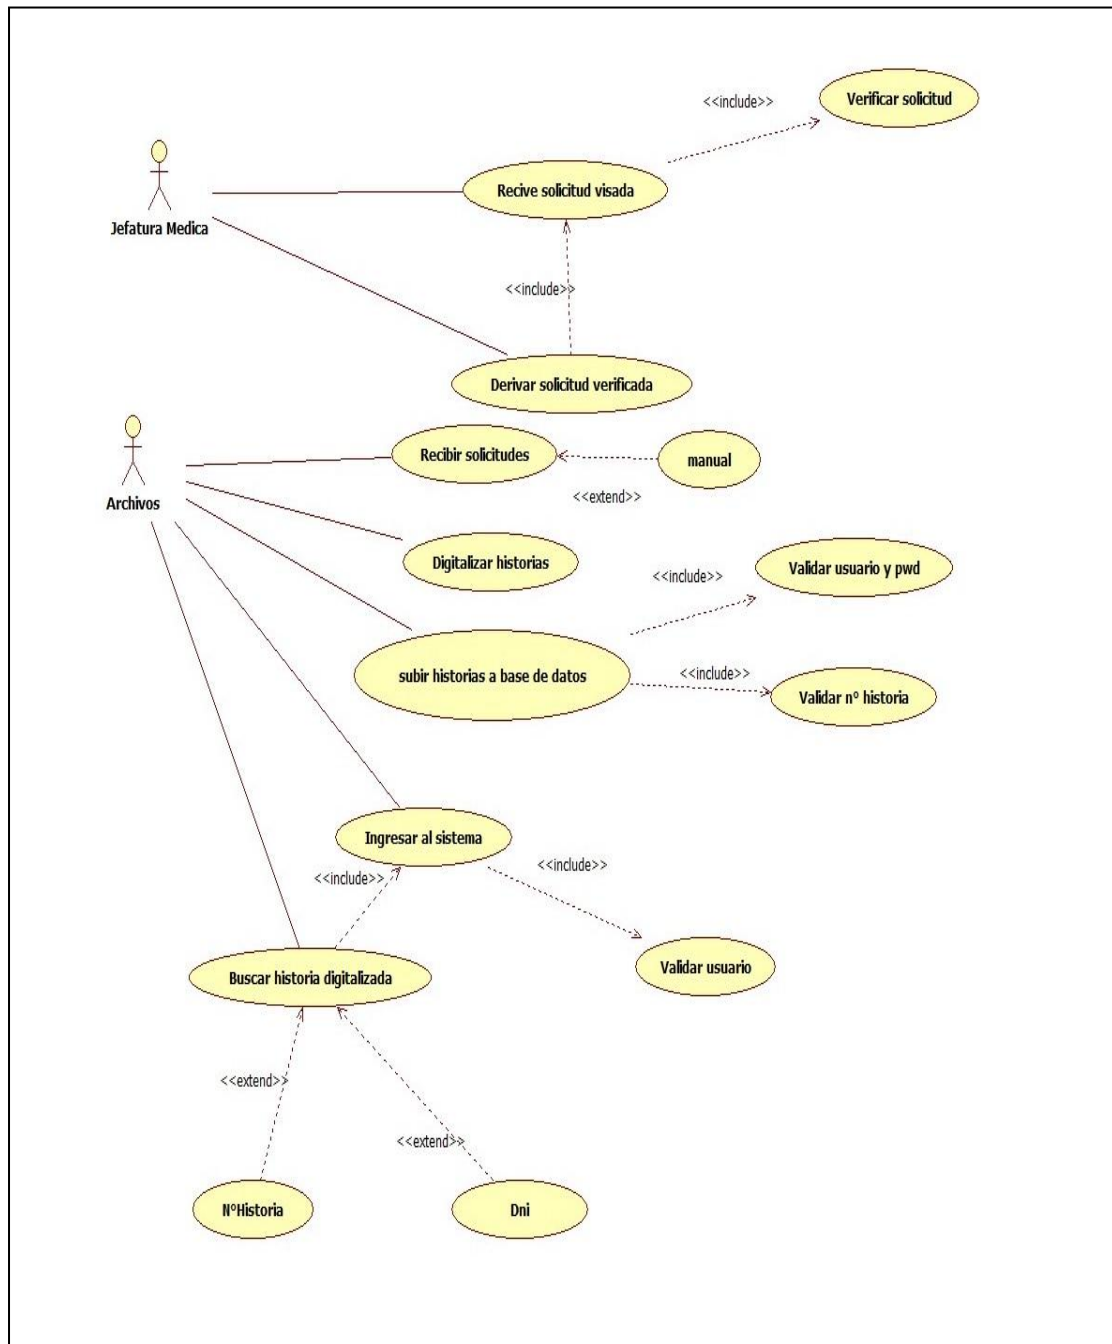 <<include>>
Verificar solicitud
Recive solicitud visada
Jefatura Medica
<<include>>
Derivar solicitud verificada
Recibir solicitudes
manual
<<extend>>
Archivos
Digitalizar historias
<<include>>
Validar usuario y pwd
subir historias a base de datos
<<include>>
Validar nº historia
Ingresar al sistema
<<include>>
<<include>>
Validar usuario
Buscar historia digitalizada
<<extend>>
<<extend>>
NºHistoria
Dni